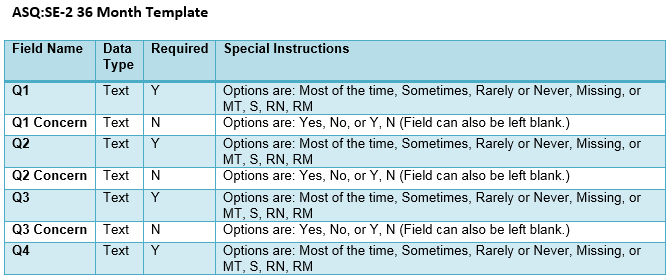 ASQ:SE-2 36 Month Template
Field Name Data Type Required Special Instructions
Q1 Text Y Options are: Most of the time, Sometimes, Rarely or Never, Missing, or
MT, S, RN, RM
Q1 Concern Text N Options are: Yes, No, or Y, N (Field can also be left blank.)
Q2 Text Y Options are: Most of the time, Sometimes, Rarely or Never, Missing, or
MT, S, RN, RM
Q2 Concern Text N Options are: Yes, No, or Y, N (Field can also be left blank.)
Q3 Text Y Options are: Most of the time, Sometimes, Rarely or Never, Missing, or
MT, S, RN, RM
Q3 Concern Text N Options are: Yes, No, or Y, N (Field can also be left blank.)
Q4 Text Y Options are: Most of the time, Sometimes, Rarely or Never, Missing, or
MT, S, RN, RM